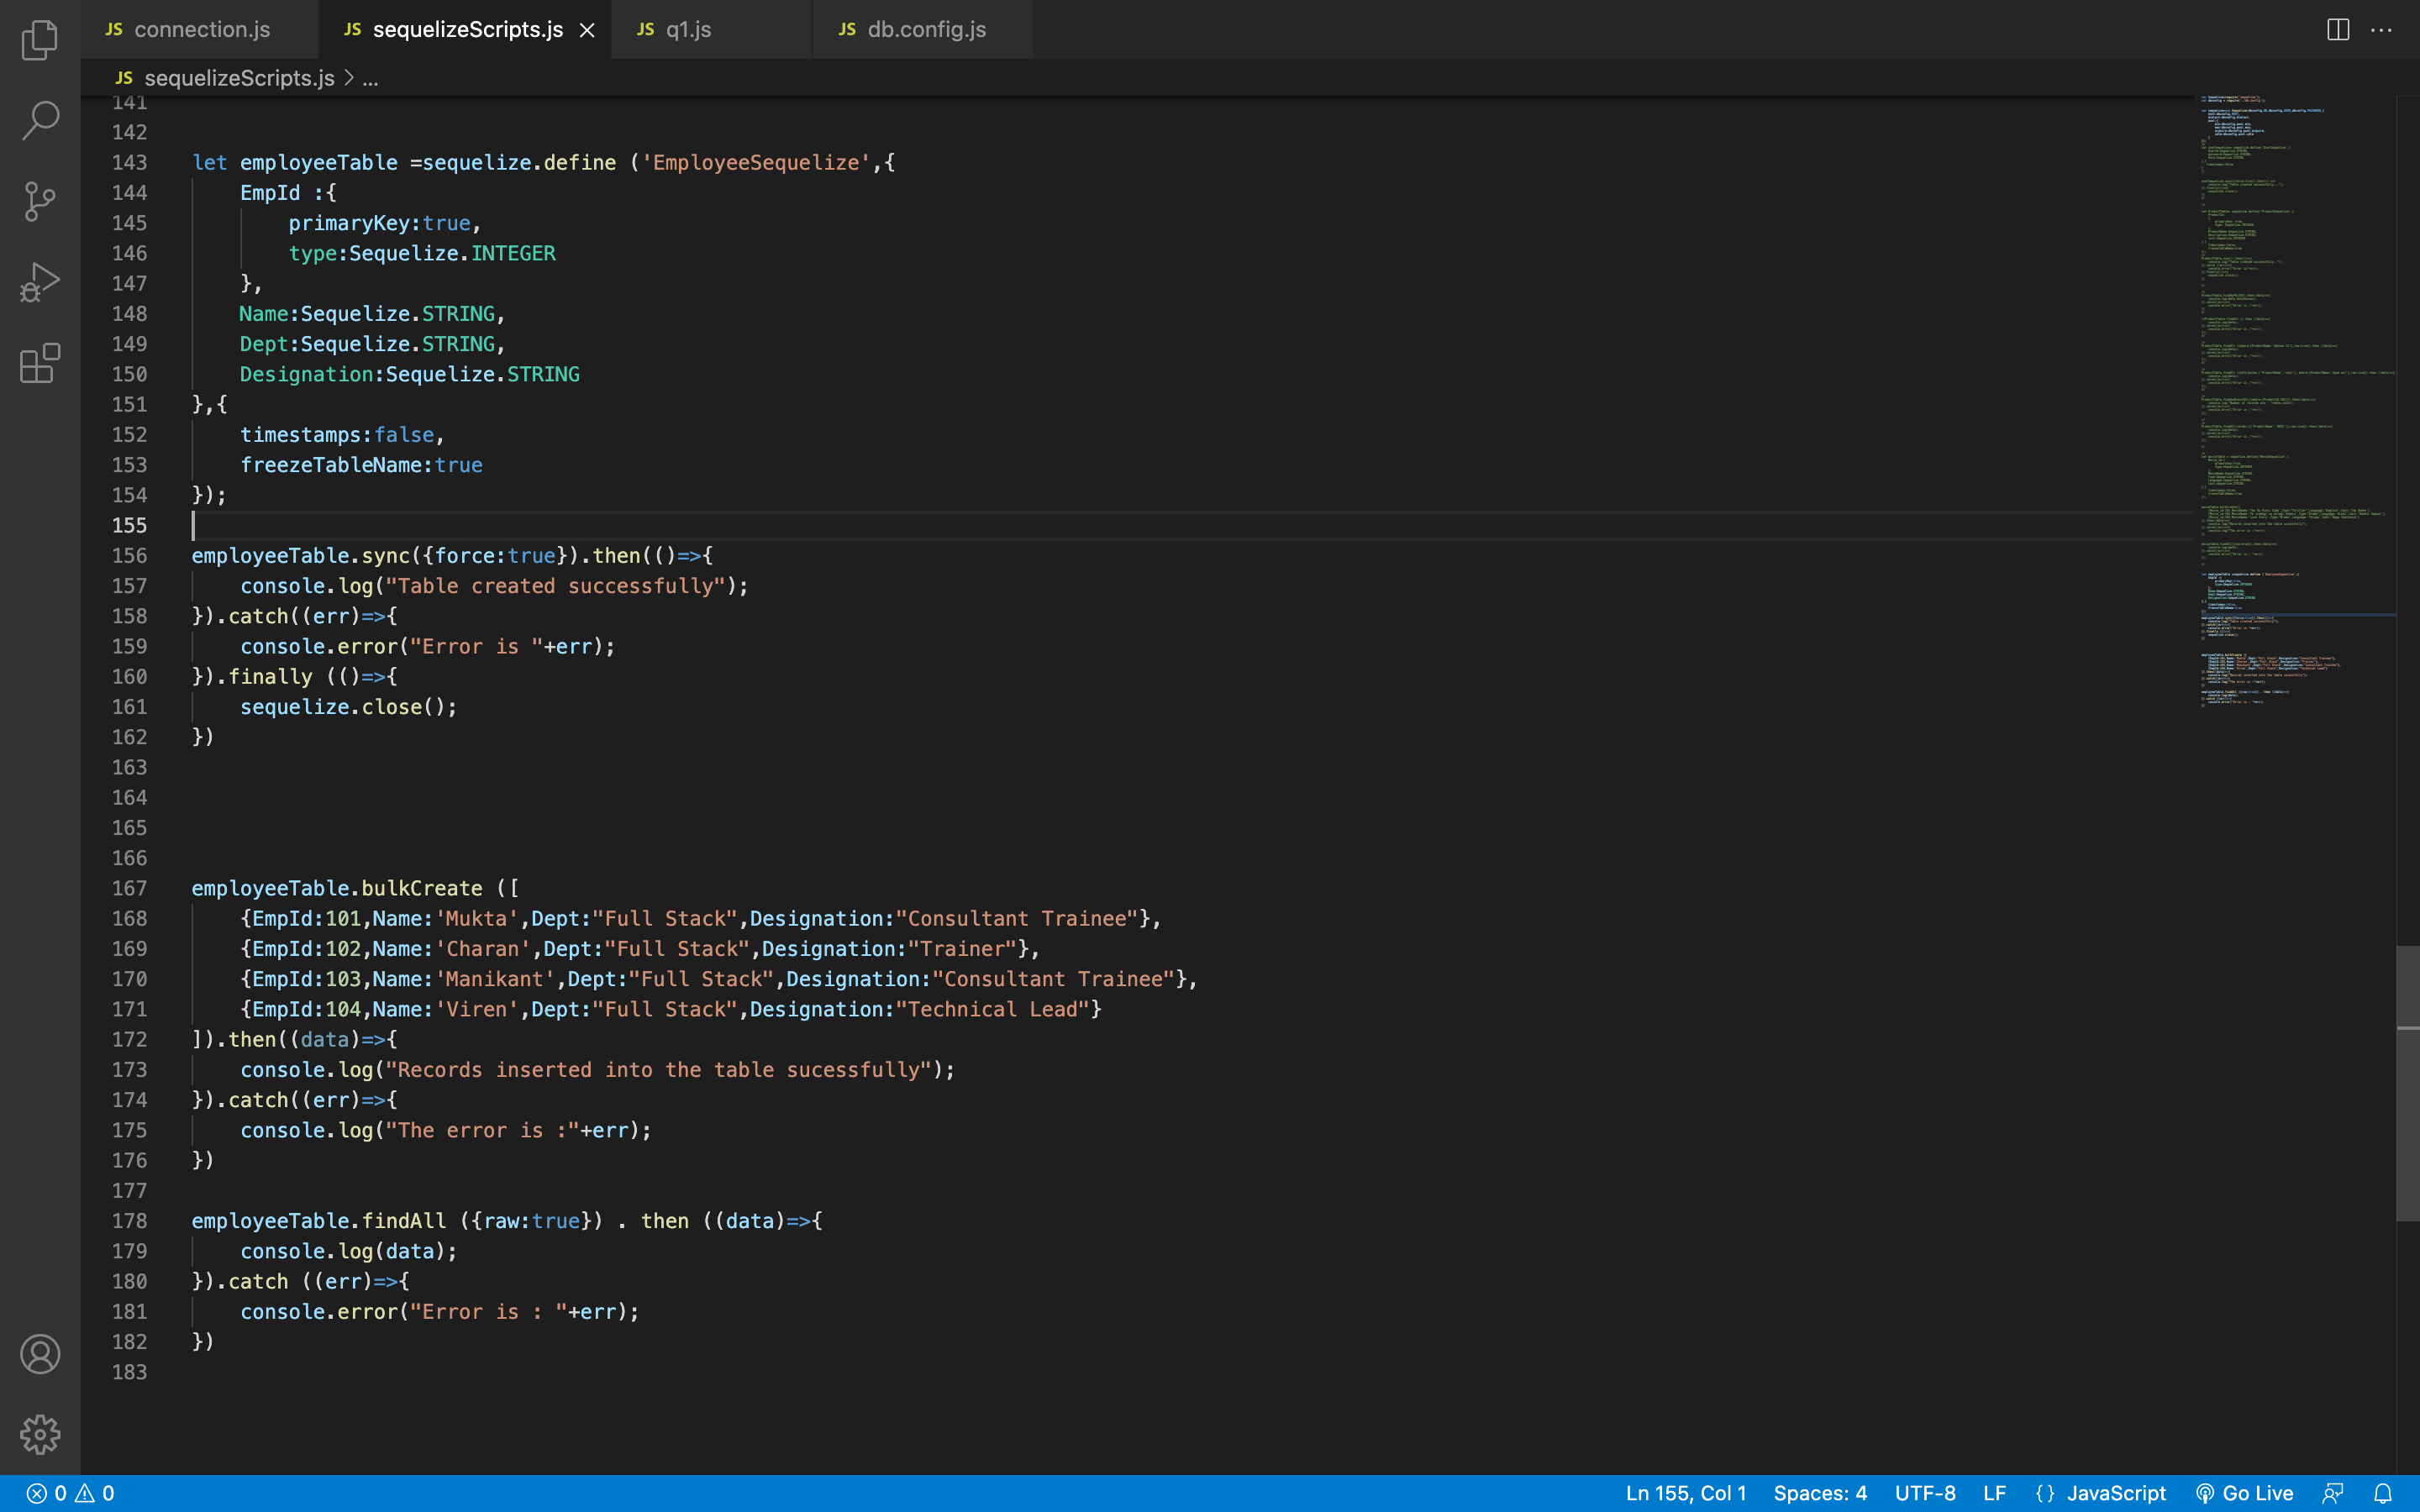 JS connection.js
JS sequelizeScripts.js
JS q1.js
JS db.config.js
JS sequelizeScripts.js > ...
141
142
143 let employeeTable =sequelize.define ('EmployeeSequelize',{
144 EmpId :{
145 primaryKey:true,
146 type:Sequelize.INTEGER
147 },
148 Name:Sequelize.STRING,
149 Dept:Sequelize.STRING,
150 Designation:Sequelize.STRING
151 },{
152 timestamps:false,
153 freezeTableName:true
154 });
155
156 employeeTable.sync({force:true}).then(()=>{
157 console.log("Table created successfully");
158 }).catch((err)=>{
159 console.error("Error is "+err);
160 }).finally (()=>{
161 sequelize.close();
162 })
163
164
165
166
167 employeeTable.bulkCreate ([
168 {EmpId:101,Name:'Mukta',Dept:"Full Stack",Designation:"Consultant Trainee"},
169 {EmpId:102,Name:'Charan',Dept:"Full Stack",Designation:"Trainer"},
170 {EmpId:103,Name:'Manikant',Dept:"Full Stack",Designation:"Consultant Trainee"},
171 {EmpId:104,Name:'Viren',Dept:"Full Stack",Designation:"Technical Lead"}
172 ]).then((data)=>{
173 console.log("Records inserted into the table sucessfully");
174 }).catch((err)=>{
175 console.log("The error is :"+err);
176 })
177
178 employeeTable.findAll ({raw:true}) . then ((data)=>{
179 console.log(data);
180 }).catch ((err)=>{
181 console.error("Error is : "+err);
182 })
183
0 0 Ln 155, Col 1 Spaces: 4 UTF-8 LF {} JavaScript Go Live